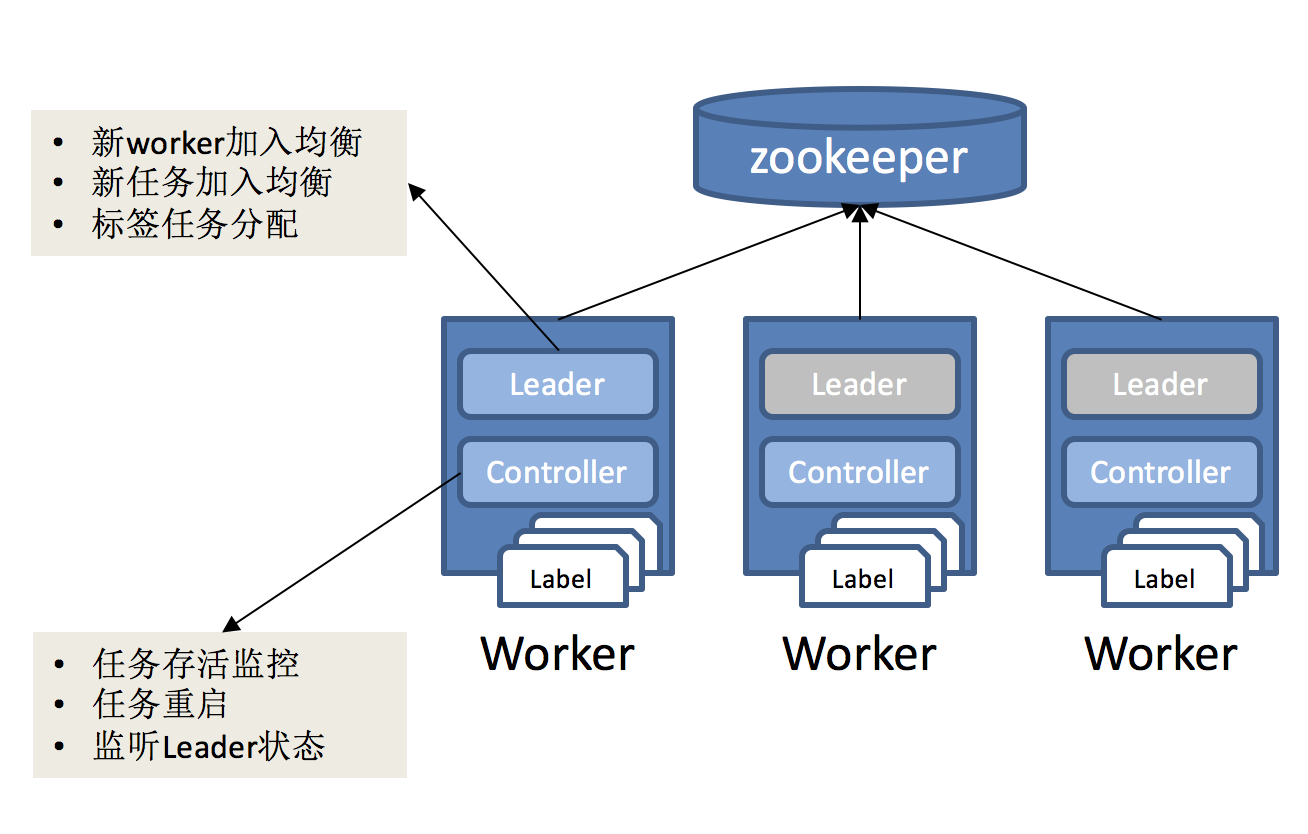 zookeeper
• 新worker加入均衡
• 新任务加入均衡
• 标签任务分配
Leader
Leader
Leader
Controller
Controller
Controller
Label
Label
Label
Worker
Worker
Worker
• 任务存活监控
• 任务重启
• 监听Leader状态